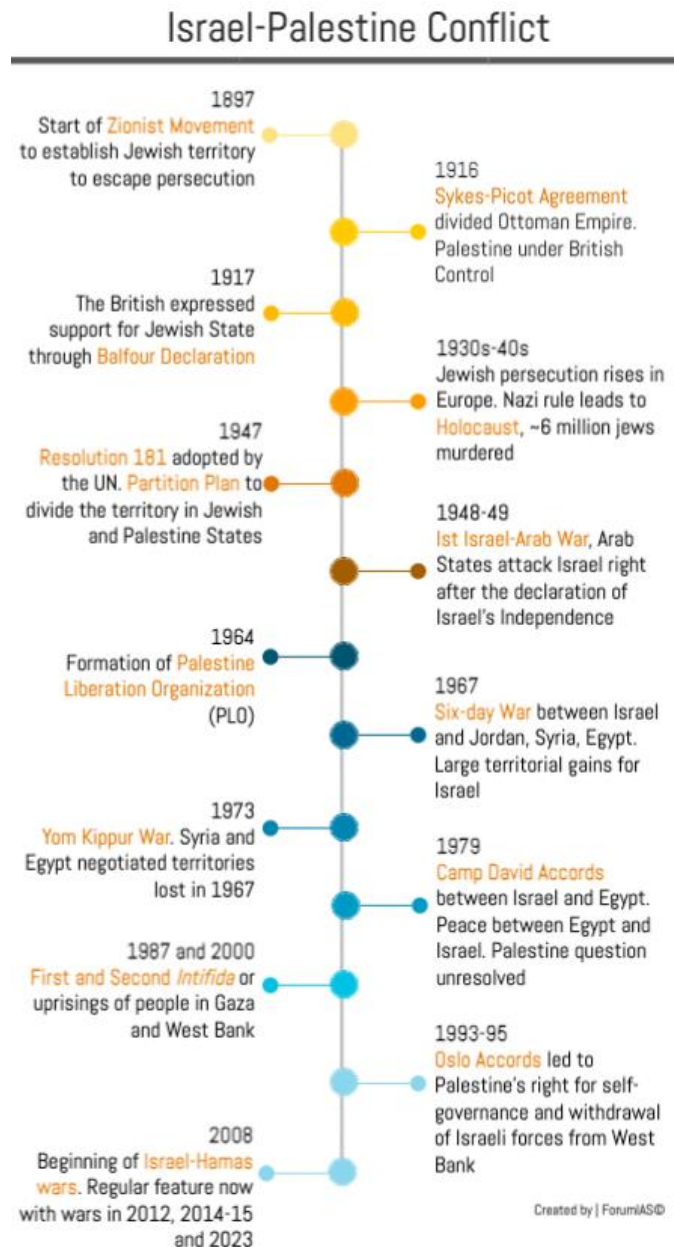 Israel-Palestine Conflict
1897
Start of Zionist Movement
to establish Jewish territory
to escape persecution
1916
Sykes-Picot Agreement
divided Ottoman Empire.
Palestine under British
Control
1917
The British expressed
support for Jewish State
through Balfour Declaration
1930s-40s
Jewish persecution rises in
Europe. Nazi rule leads to
Holocaust, ~6 million jews
murdered
1947
Resolution 181 adopted by
the UN. Partition Plan to
divide the territory in Jewish
and Palestine States
1948-49
Ist Israel-Arab War, Arab
States attack Israel right
after the declaration of
Israel's Independence
1964
Formation of Palestine
Liberation Organization
(PLO)
1967
Six-day War between Israel
and Jordan, Syria, Egypt.
Large territorial gains for
Israel
1973
Yom Kippur War. Syria and
Egypt negotiated territories
lost in 1967
1979
Camp David Accords
between Israel and Egypt.
Peace between Egypt and
Israel. Palestine question
unresolved
1987 and 2000
First and Second Intifida or
uprisings of people in Gaza
and West Bank
1993-95
Oslo Accords led to
Palestine's right for self-
governance and withdrawal
of Israeli forces from West
Bank
2008
Beginning of Israel-Hamas
wars. Regular feature now
with wars in 2012, 2014-15
and 2023
Created by | ForumIAS©